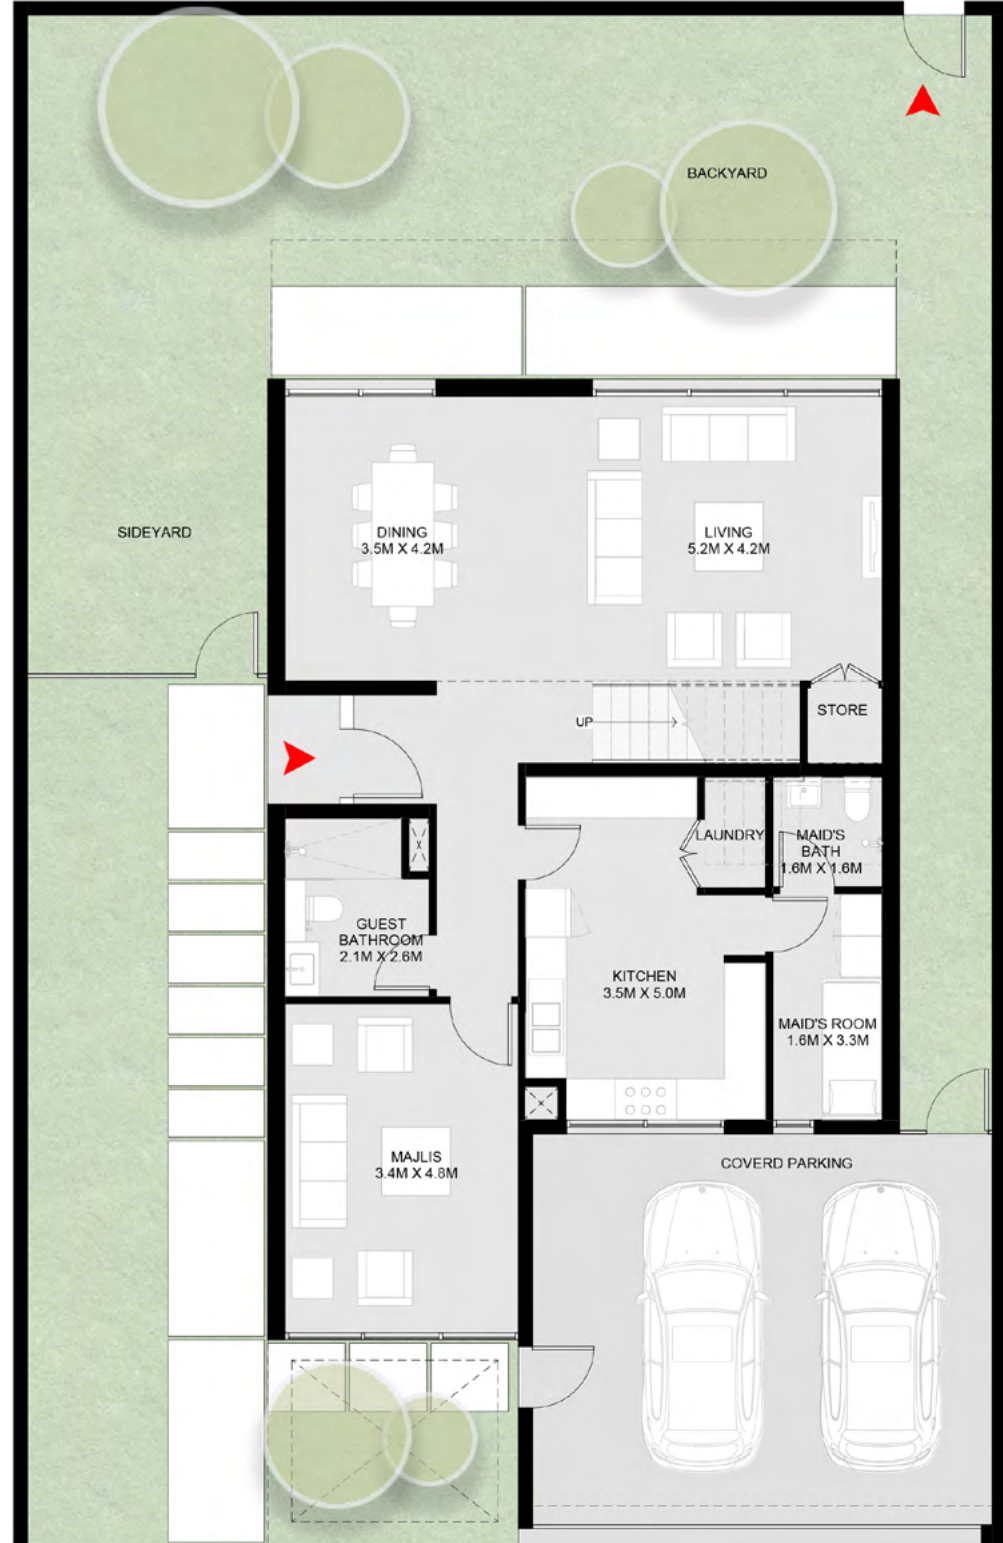 BACKYARD
SIDEYARD
DINING
3.5M X 4.2M
LIVING
5.2M X 4.2M
STORE
UP
LAUNDRY
MAID'S
BATH
1.6M X 1.6M
GUEST
BATHROOM
2.1M X 2.6M
KITCHEN
3.5M X 5.0M
MAID'S ROOM
1.6M X 3.3M
MAJLIS
3.4M X 4.8M
COVERD PARKING